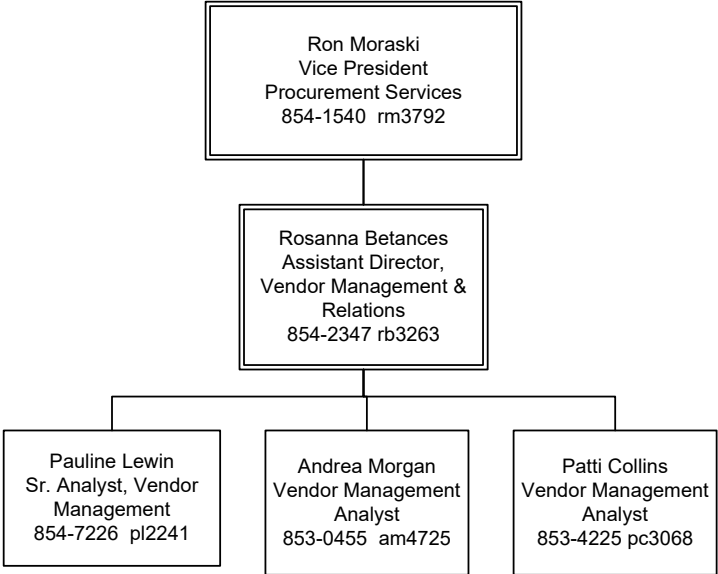 Ron Moraski
Vice President
Procurement Services
854-1540  rm3792
Rosanna Betances
Assistant Director,
Vendor Management &
Relations
854-2347 rb3263
Pauline Lewin
Sr. Analyst, Vendor
Management
854-7226  pl2241
Andrea Morgan
Vendor Management
Analyst
853-0455  am4725
Patti Collins
Vendor Management
Analyst
853-4225 pc3068